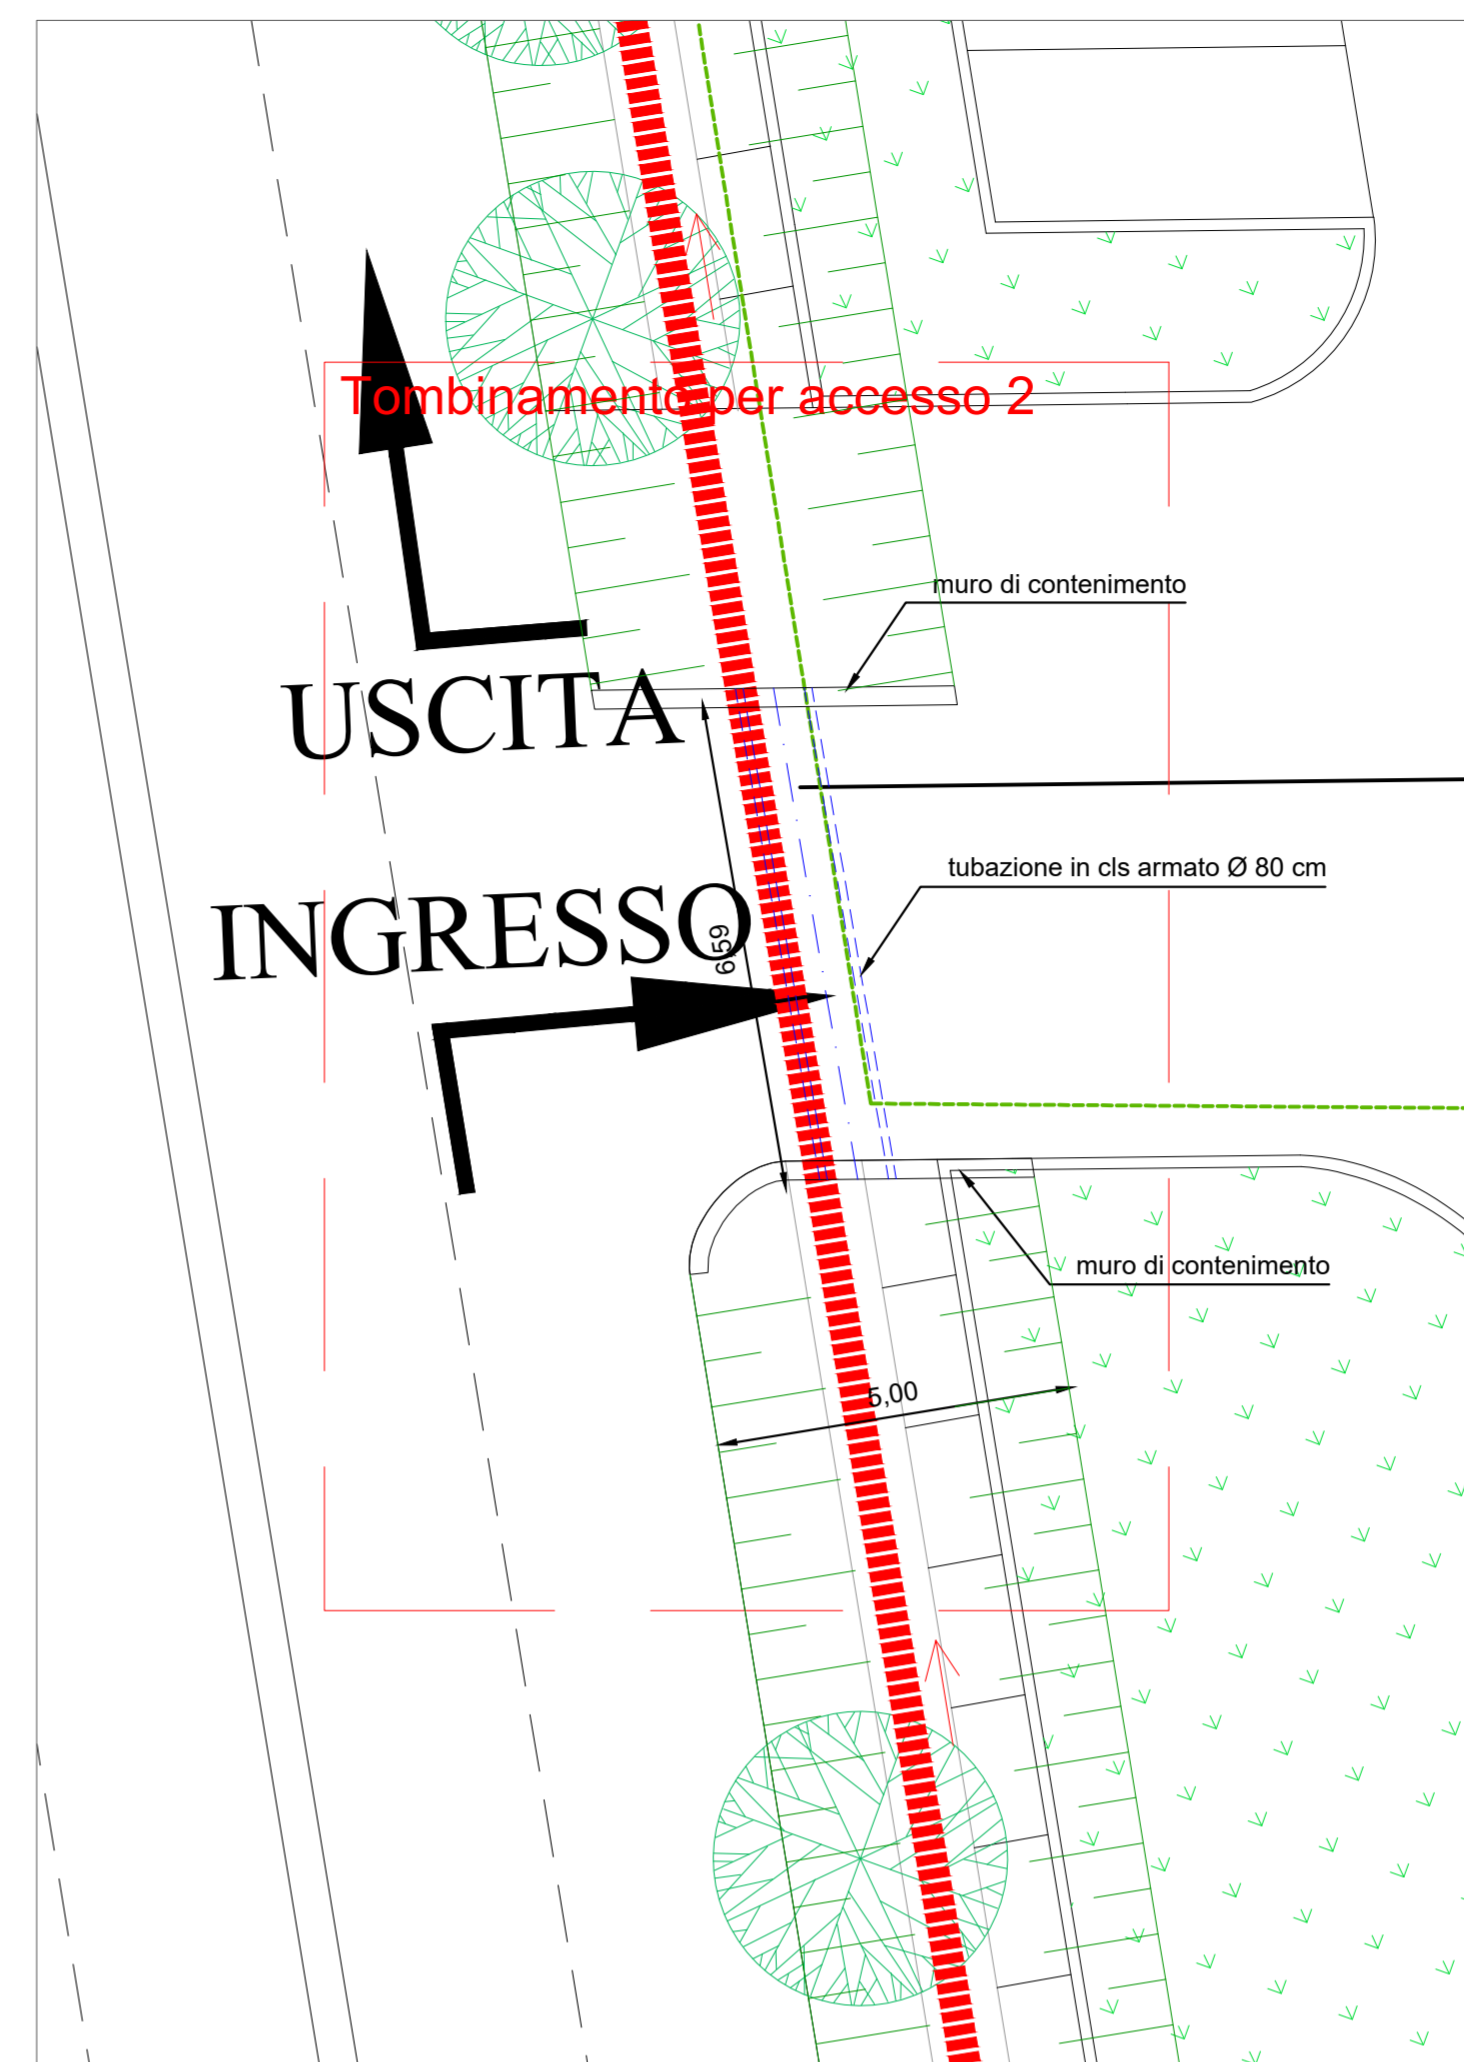 Tombinamento per accesso 2
muro di contenimento
USCITA
tubazione in cls armato Ø 80 cm
INGRESSO
6,59
muro di contenimento
5,00